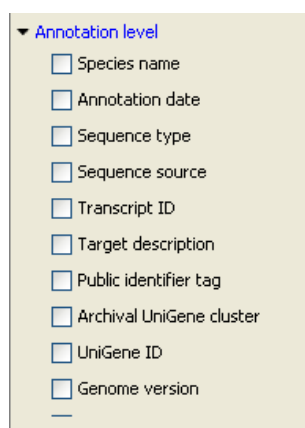 Annotation level
Species name
Annotation date
Sequence type
Sequence source
Transcript ID
Target description
Public identifier tag
Archival UniGene cluster
UniGene ID
Genome version